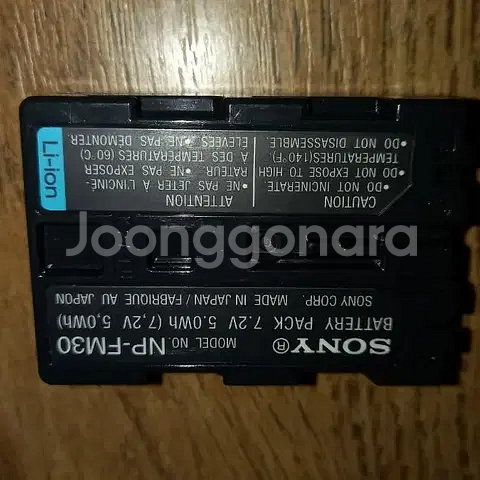 SONY®
MODEL NO. NP-FM30
BATTERY PACK 7.2V 5.0Wh (7,2V 5,0Wh)
SONY CORP. MADE IN JAPAN / FABRIQUE AU JAPON
Joonggonara
CAUTION
•DO NOT INCINERATE
•DO NOT EXPOSE TO HIGH
TEMPERATURES(140°F).
•DO NOT DISASSEMBLE.
ATTENTION
•NE PAS JETER A L'INCINÉ-
RATEUR. •NE PAS EXPOSER
A DES TEMPÉRATURES (60°C)
ELEVEES •NE PAS DEMONTER.
Li-ion